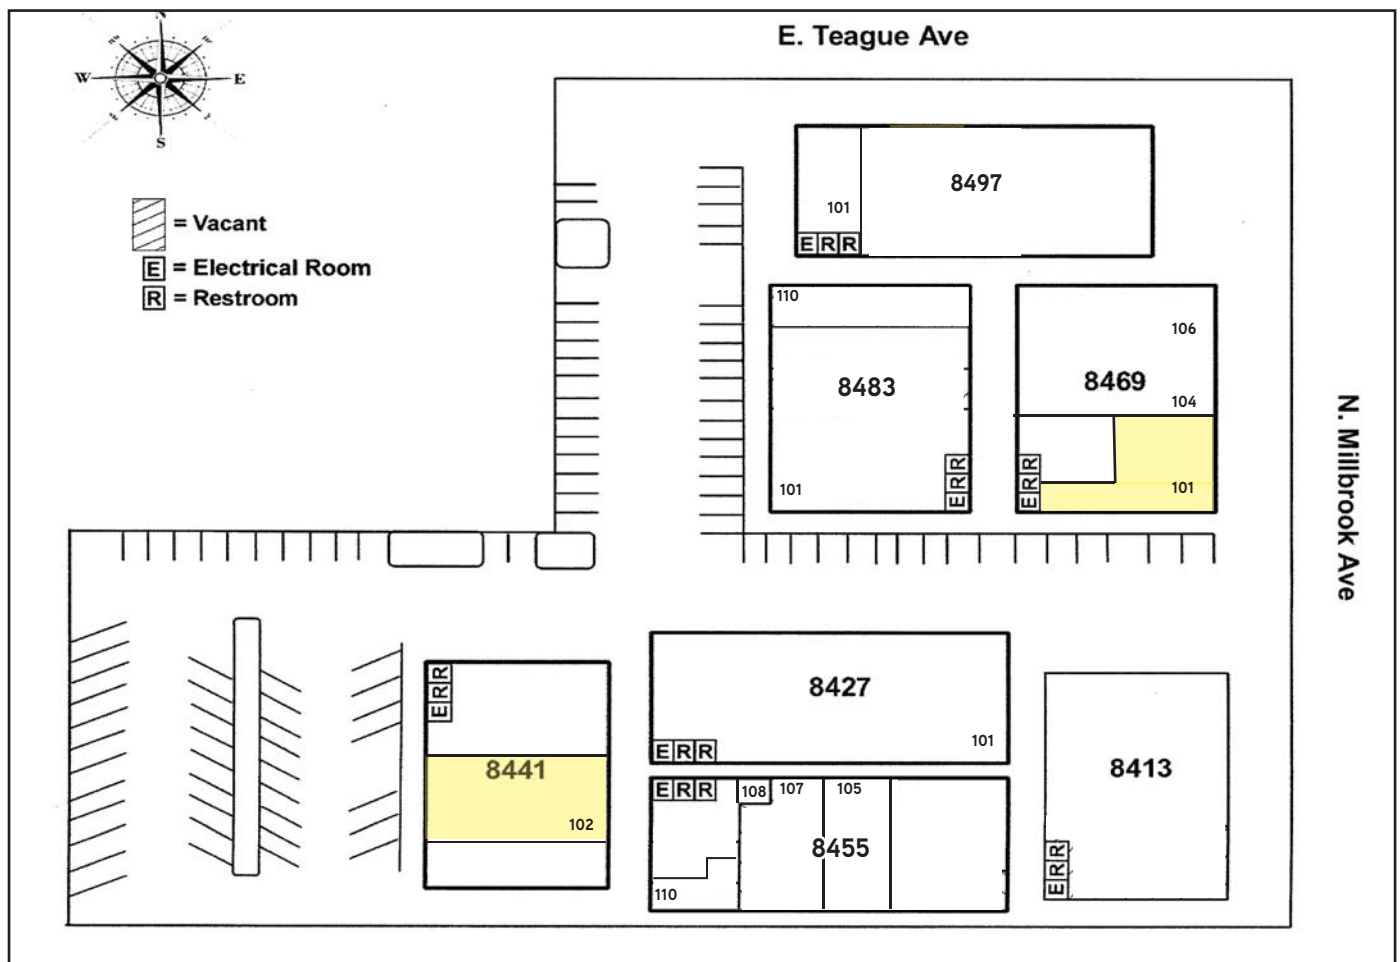 E. Teague Ave
N
W
E
S
= Vacant
E = Electrical Room
R = Restroom
8497
101
E R R
110
8483
101
E R R
106
8469
104
101
E R R
N. Millbrook Ave
E R R
8441
102
8427
101
E R R
E R R
108
107
105
8455
110
8413
E R R